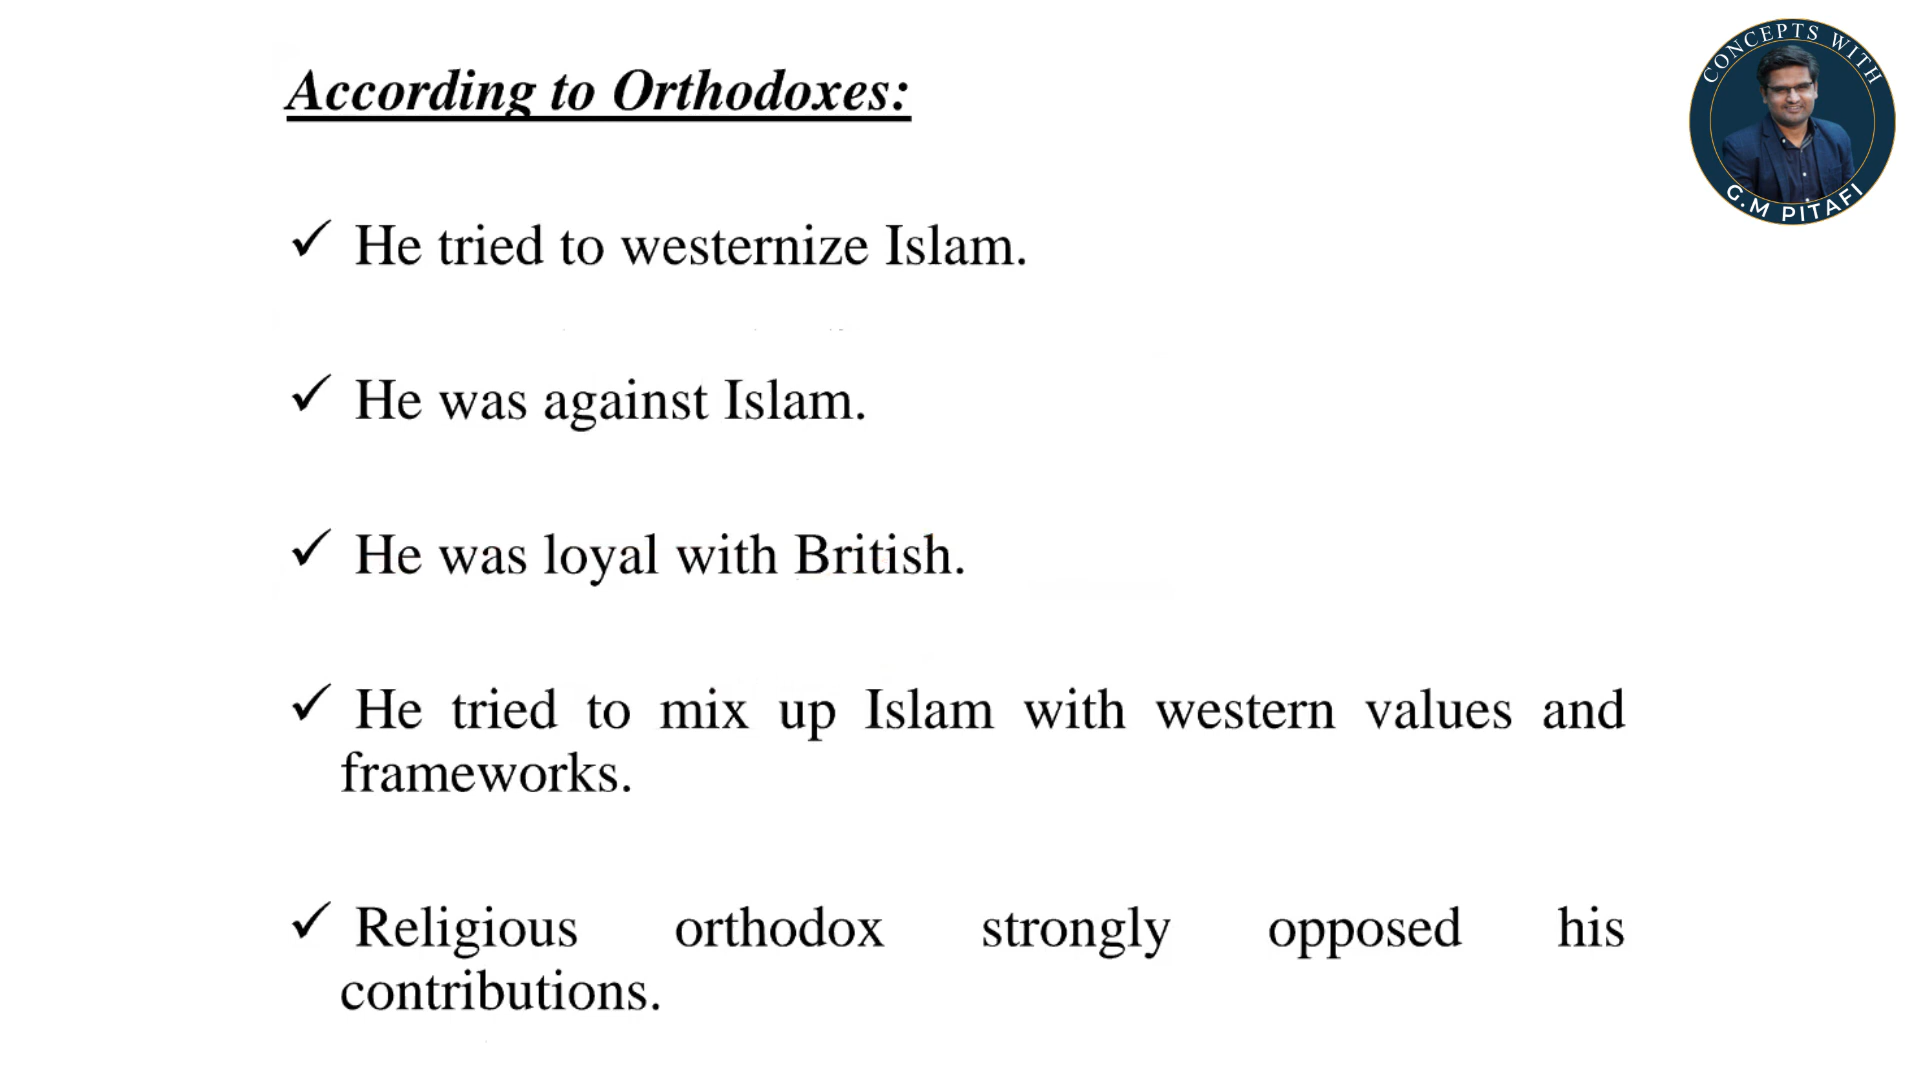 According to Orthodoxes:
CONCEPTS WITH
G.M PITAFI
✓ He tried to westernize Islam.
✓ He was against Islam.
✓ He was loyal with British.
✓ He tried to mix up Islam with western values and
frameworks.
✓ Religious orthodox strongly opposed his
contributions.